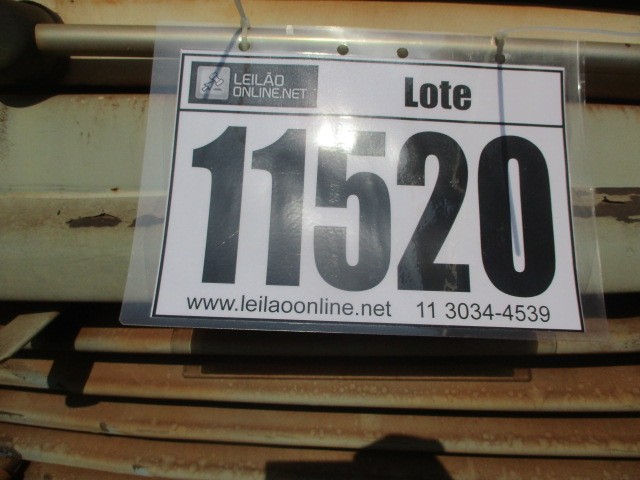 LEILÃO
ONLINE.NET
Lote
11520
www.leilaoonline.net 11 3034-4539